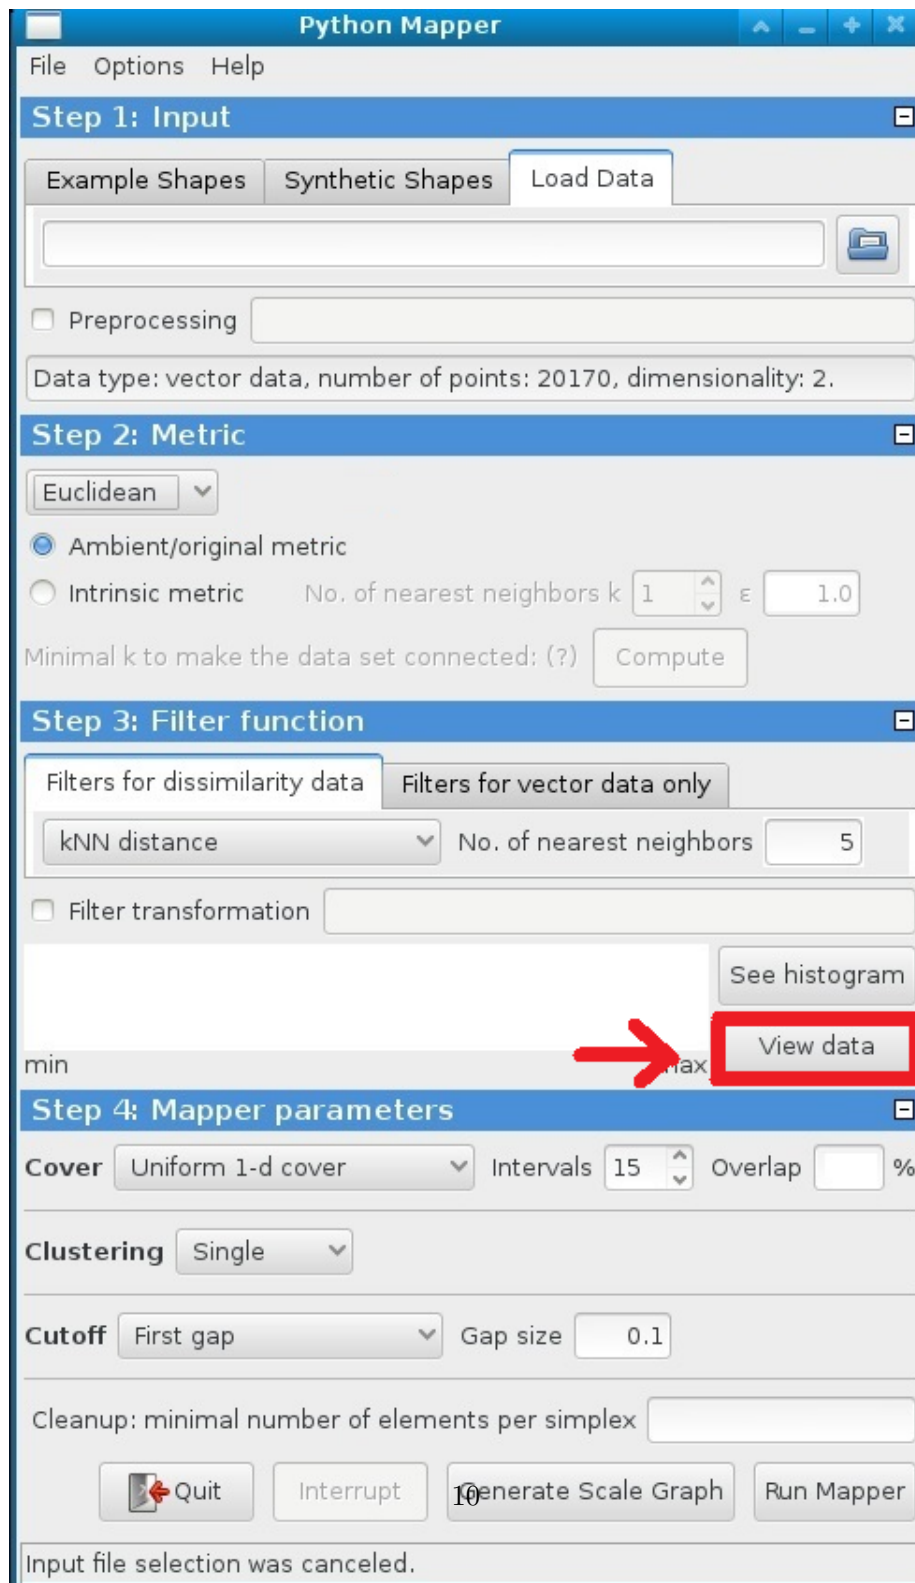 Python Mapper
File Options Help
Step 1: Input
Example Shapes Synthetic Shapes Load Data
Preprocessing
Data type: vector data, number of points: 20170, dimensionality: 2.
Step 2: Metric
Euclidean
Ambient/original metric
Intrinsic metric No. of nearest neighbors k 1 ε 1.0
Minimal k to make the data set connected: (?) Compute
Step 3: Filter function
Filters for dissimilarity data Filters for vector data only
kNN distance No. of nearest neighbors 5
Filter transformation
See histogram
View data
min max
Step 4: Mapper parameters
Cover Uniform 1-d cover Intervals 15 Overlap %
Clustering Single
Cutoff First gap Gap size 0.1
Cleanup: minimal number of elements per simplex
Quit Interrupt Generate Scale Graph Run Mapper
10
Input file selection was canceled.